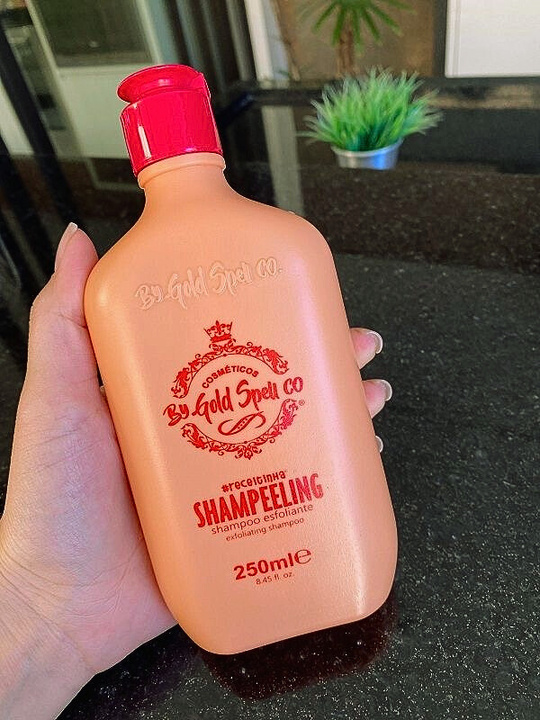 By Gold Spell CO.
COSMÉTICOS
By Gold Spell CO
®
#receitinha
SHAMPEELING
shampoo esfoliante
exfoliating shampoo
250ml℮
8.45 fl. oz.